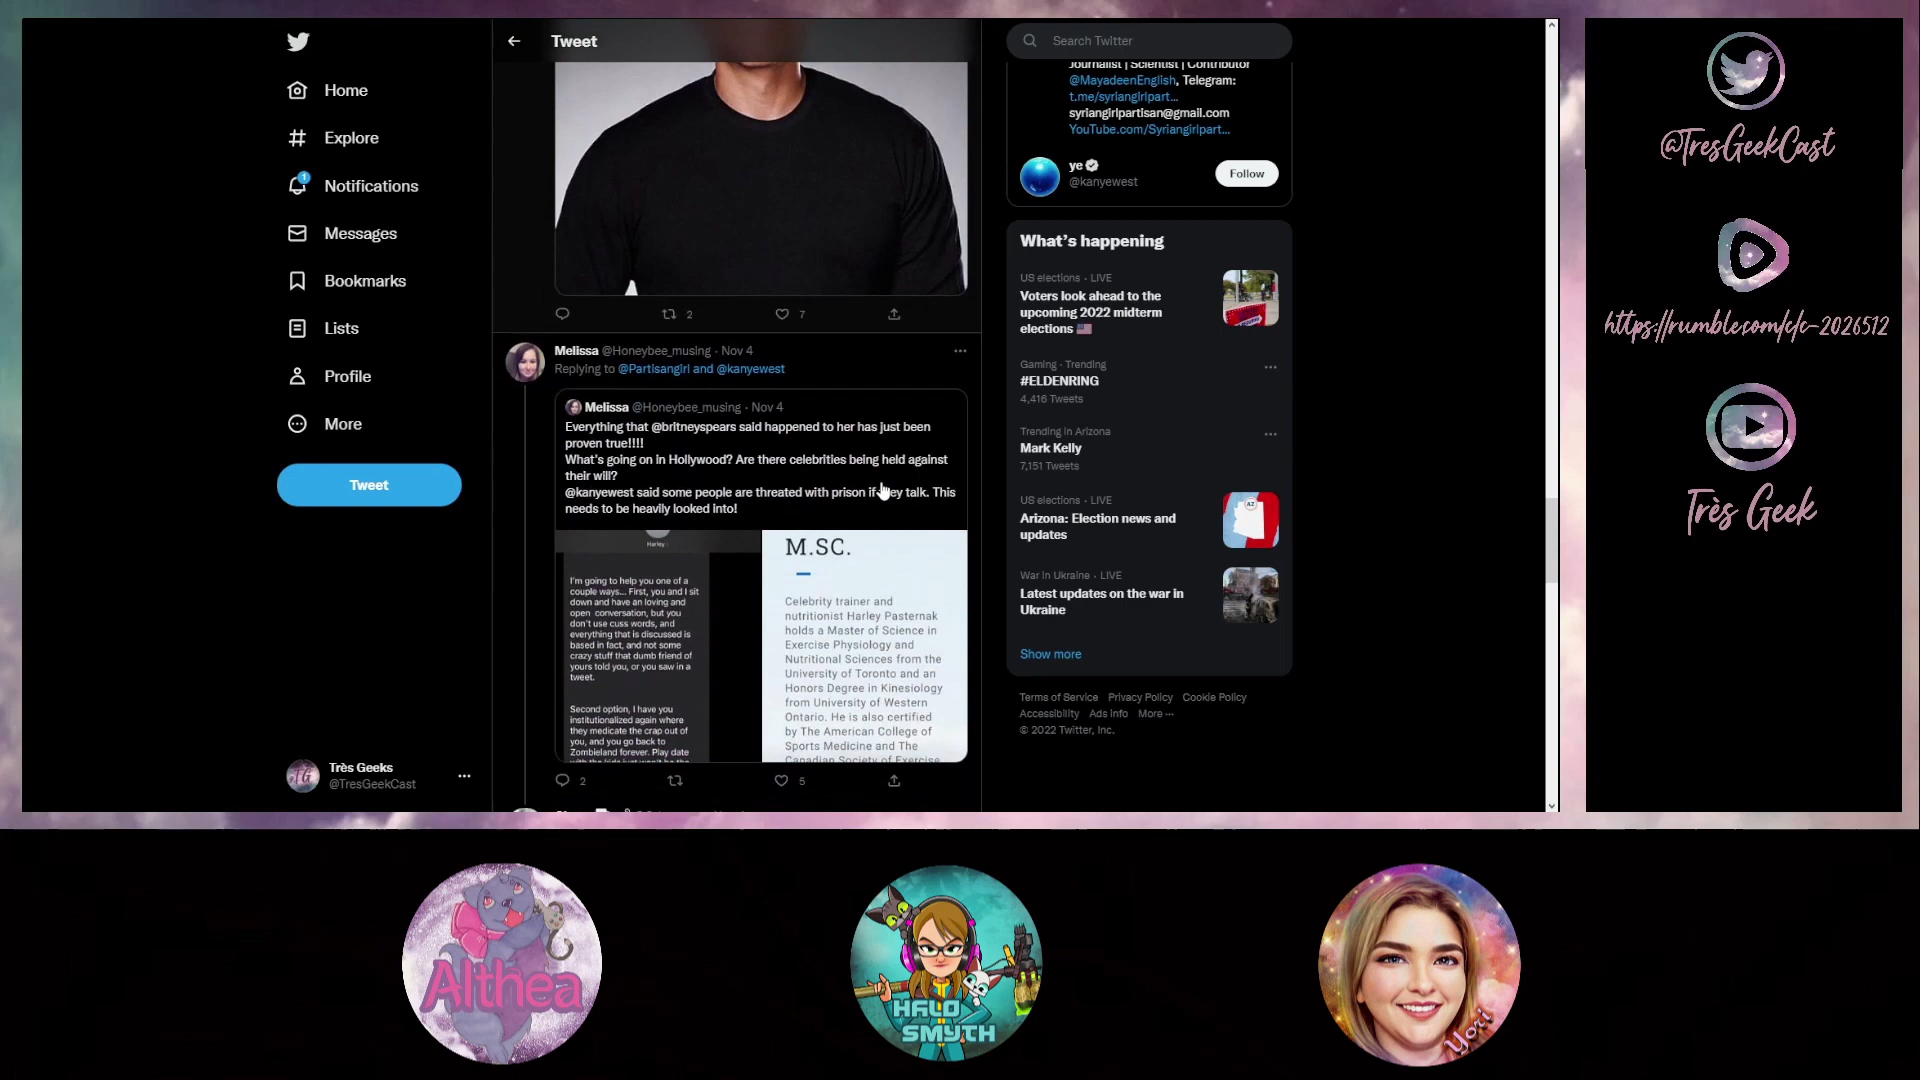 Home
Explore
1
Notifications
Messages
Bookmarks
Lists
Profile
More
Tweet
Très Geeks
@TresGeekCast
Tweet
2
7
Melissa @Honeybee_musing · Nov 4
Replying to @Partisangirl and @kanyewest
Melissa @Honeybee_musing · Nov 4
Everything that @britneyspears said happened to her has just been
proven true!!!!
What's going on in Hollywood? Are there celebrities being held against
their will?
@kanyewest said some people are threated with prison if they talk. This
needs to be heavily looked into!
Harley
I'm going to help you one of a
couple ways... First, you and I sit
down and have an loving and
open conversation, but you
don't use cuss words, and
everything that is discussed is
based in fact, and not some
crazy stuff that dumb friend of
yours told you, or you saw in a
tweet.
Second option, I have you
institutionalized again where
they medicate the crap out of
you, and you go back to
Zombieland forever. Play date
M.SC.
Celebrity trainer and
nutritionist Harley Pasternak
holds a Master of Science in
Exercise Physiology and
Nutritional Sciences from the
University of Toronto and an
Honors Degree in Kinesiology
from University of Western
Ontario. He is also certified
by The American College of
Sports Medicine and The
Canadian Society of Exercise
2
5
Search Twitter
Journalist | Scientist | Contributor
@MayadeenEnglish, Telegram:
t.me/syriangirlpart...
syriangirlpartisan@gmail.com
YouTube.com/Syriangirlpart...
ye
@kanyewest
Follow
What's happening
US elections · LIVE
Voters look ahead to the
upcoming 2022 midterm
elections
Gaming · Trending
#ELDENRING
4,416 Tweets
Trending in Arizona
Mark Kelly
7,151 Tweets
US elections · LIVE
Arizona: Election news and
updates
AZ
War in Ukraine · LIVE
Latest updates on the war in
Ukraine
Show more
Terms of Service Privacy Policy Cookie Policy
Accessibility Ads info More ···
© 2022 Twitter, Inc.
@TresGeekCast
https://rumble.com/c/c-2026512
Très Geek
Althea
HALO
SMYTH
Yori